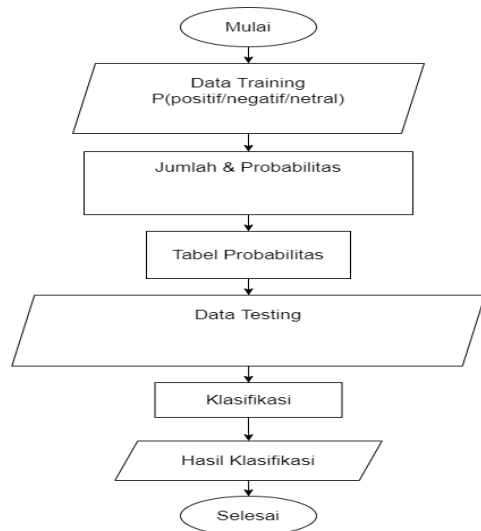 Mulai
Data Training
P(positif/negatif/netral)
Jumlah & Probabilitas
Tabel Probabilitas
Data Testing
Klasifikasi
Hasil Klasifikasi
Selesai